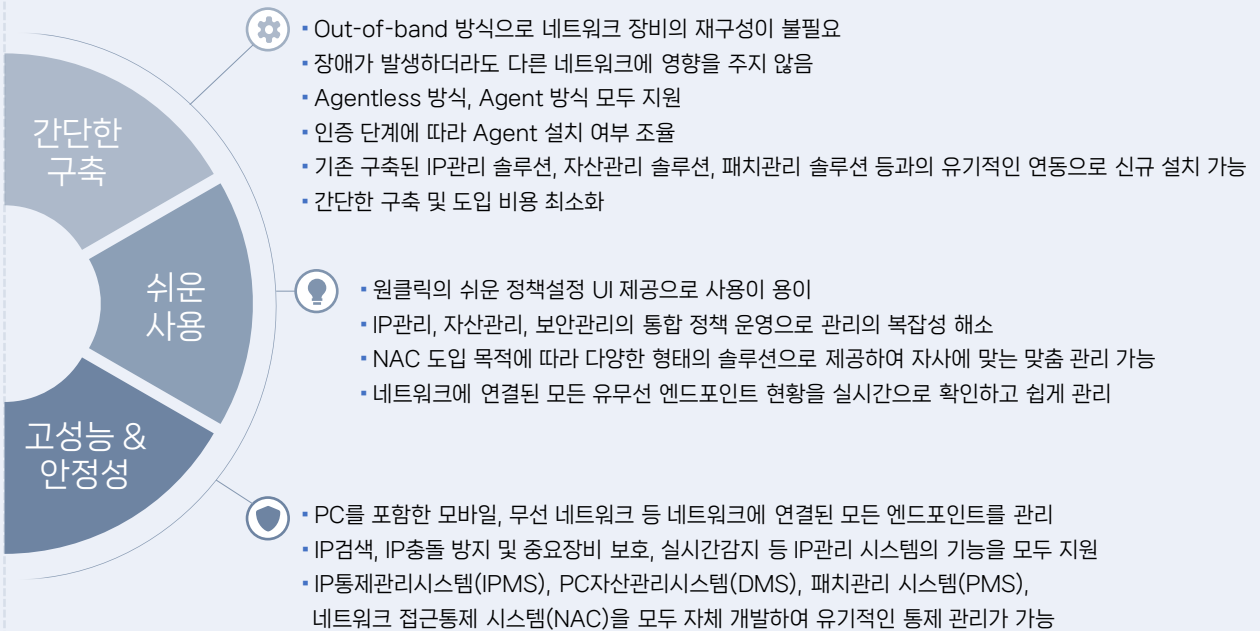 간단한
구축
▪ Out-of-band 방식으로 네트워크 장비의 재구성이 불필요
▪ 장애가 발생하더라도 다른 네트워크에 영향을 주지 않음
▪ Agentless 방식, Agent 방식 모두 지원
▪ 인증 단계에 따라 Agent 설치 여부 조율
▪ 기존 구축된 IP관리 솔루션, 자산관리 솔루션, 패치관리 솔루션 등과의 유기적인 연동으로 신규 설치 가능
▪ 간단한 구축 및 도입 비용 최소화
쉬운
사용
▪ 원클릭의 쉬운 정책설정 UI 제공으로 사용이 용이
▪ IP관리, 자산관리, 보안관리의 통합 정책 운영으로 관리의 복잡성 해소
▪ NAC 도입 목적에 따라 다양한 형태의 솔루션으로 제공하여 자사에 맞는 맞춤 관리 가능
▪ 네트워크에 연결된 모든 유무선 엔드포인트 현황을 실시간으로 확인하고 쉽게 관리
고성능 &
안정성
▪ PC를 포함한 모바일, 무선 네트워크 등 네트워크에 연결된 모든 엔드포인트를 관리
▪ IP검색, IP충돌 방지 및 중요장비 보호, 실시간감지 등 IP관리 시스템의 기능을 모두 지원
▪ IP통제관리시스템(IPMS), PC자산관리시스템(DMS), 패치관리 시스템(PMS),
네트워크 접근통제 시스템(NAC)을 모두 자체 개발하여 유기적인 통제 관리가 가능